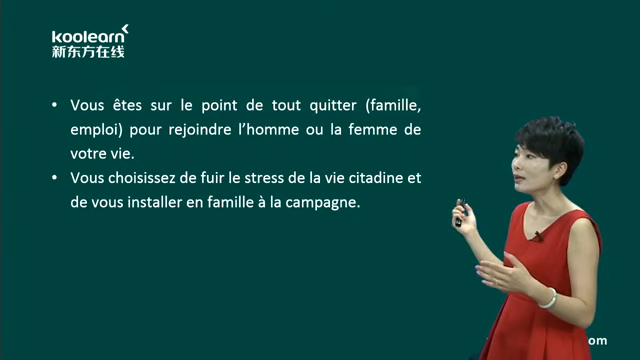 koolearn
新东方在线
• Vous êtes sur le point de tout quitter (famille,
emploi) pour rejoindre l’homme ou la femme de
votre vie.
• Vous choisissez de fuir le stress de la vie citadine et
de vous installer en famille à la campagne.
om